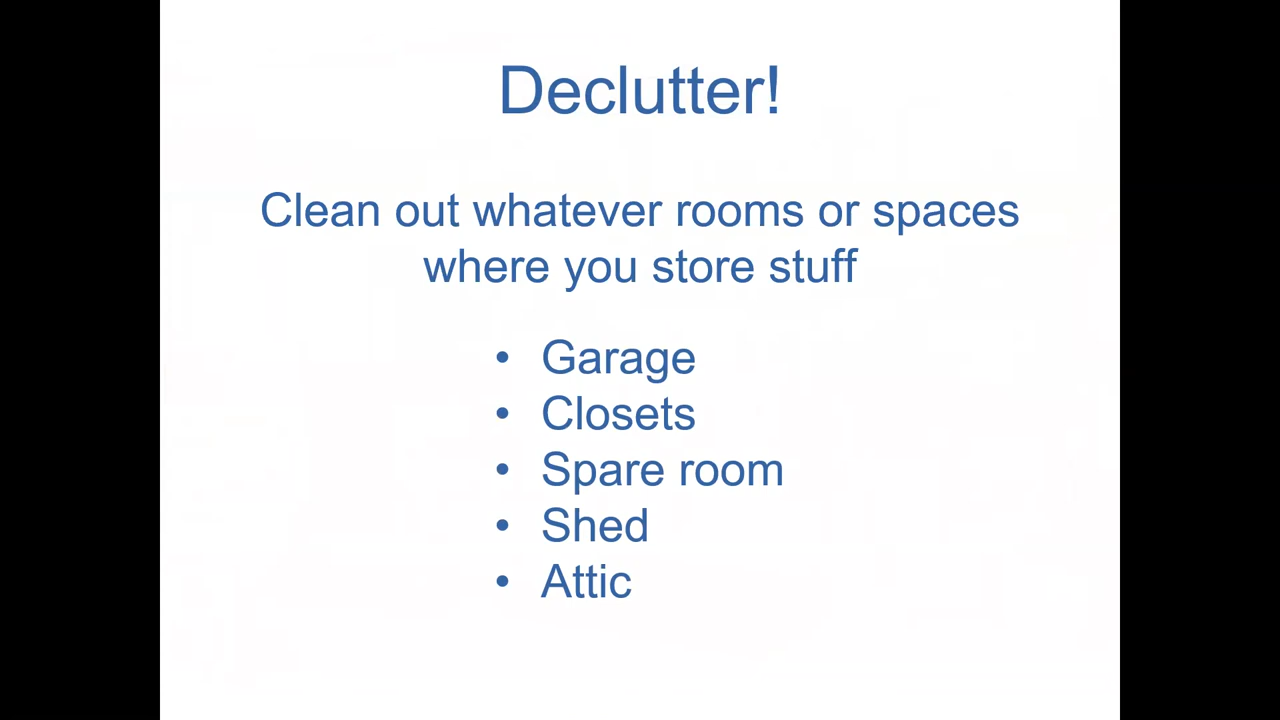 Declutter!
Clean out whatever rooms or spaces
where you store stuff
• Garage
• Closets
• Spare room
• Shed
• Attic